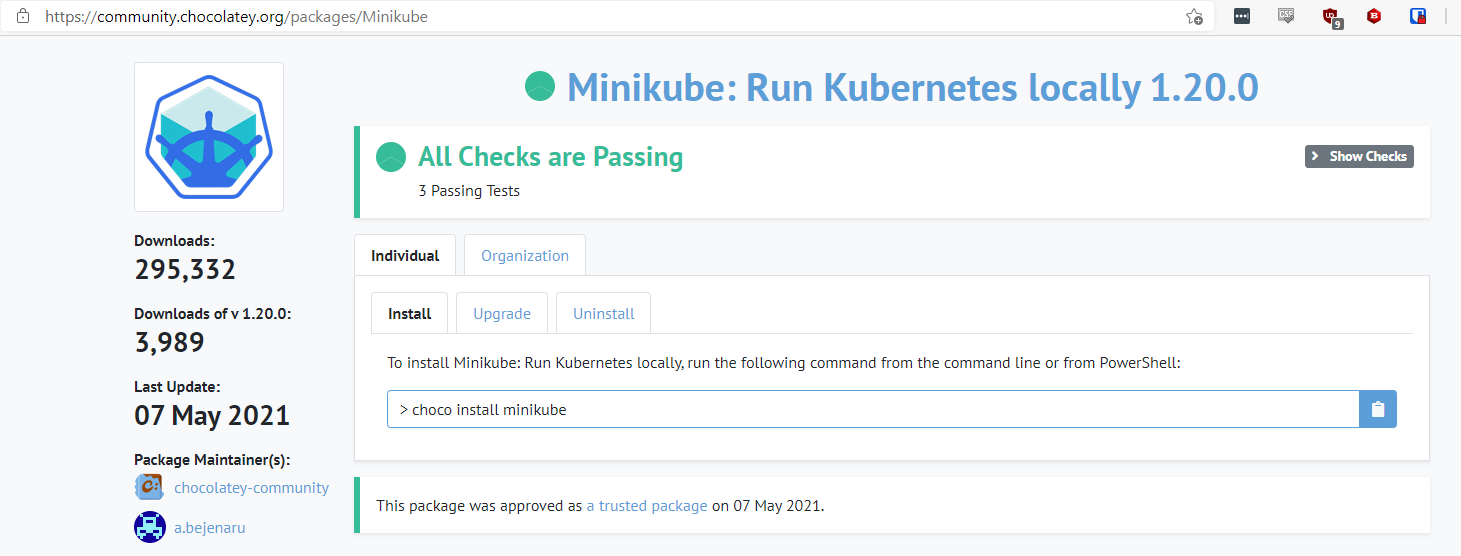 https://community.chocolatey.org/packages/Minikube
9
Minikube: Run Kubernetes locally 1.20.0
All Checks are Passing
Show Checks
3 Passing Tests
Downloads:
295,332
Downloads of v 1.20.0:
3,989
Last Update:
07 May 2021
Package Maintainer(s):
chocolatey-community
a.bejenaru
Individual
Organization
Install
Upgrade
Uninstall
To install Minikube: Run Kubernetes locally, run the following command from the command line or from PowerShell:
> choco install minikube
This package was approved as a trusted package on 07 May 2021.